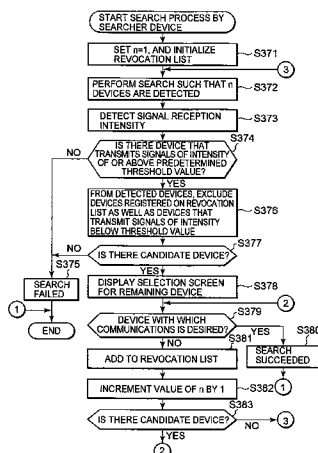 START SEARCH PROCESS BY
SEARCHER DEVICE
SET n=1, AND INITIALIZE
REVOCATION LIST
S371
3
PERFORM SEARCH SUCH THAT n
DEVICES ARE DETECTED
S372
DETECT SIGNAL RECEPTION
INTENSITY
S373
S374
IS THERE DEVICE THAT
TRANSMITS SIGNALS OF INTENSITY
OF OR ABOVE PREDETERMINED
THRESHOLD VALUE?
NO
YES
FROM DETECTED DEVICES, EXCLUDE
DEVICES REGISTERED ON REVOCATION
LIST AS WELL AS DEVICES THAT
TRANSMIT SIGNALS OF INTENSITY
BELOW THRESHOLD VALUE
S376
S377
IS THERE CANDIDATE DEVICE?
NO
S375
SEARCH
FAILED
1
END
YES
DISPLAY SELECTION SCREEN
FOR REMAINING DEVICE
S378
2
S379
DEVICE WITH WHICH
COMMUNICATIONS IS DESIRED?
YES
S380
SEARCH
SUCCEEDED
1
NO
S381
ADD TO REVOCATION LIST
INCREMENT VALUE OF n BY 1
S382
S383
IS THERE CANDIDATE DEVICE?
NO
3
YES
2